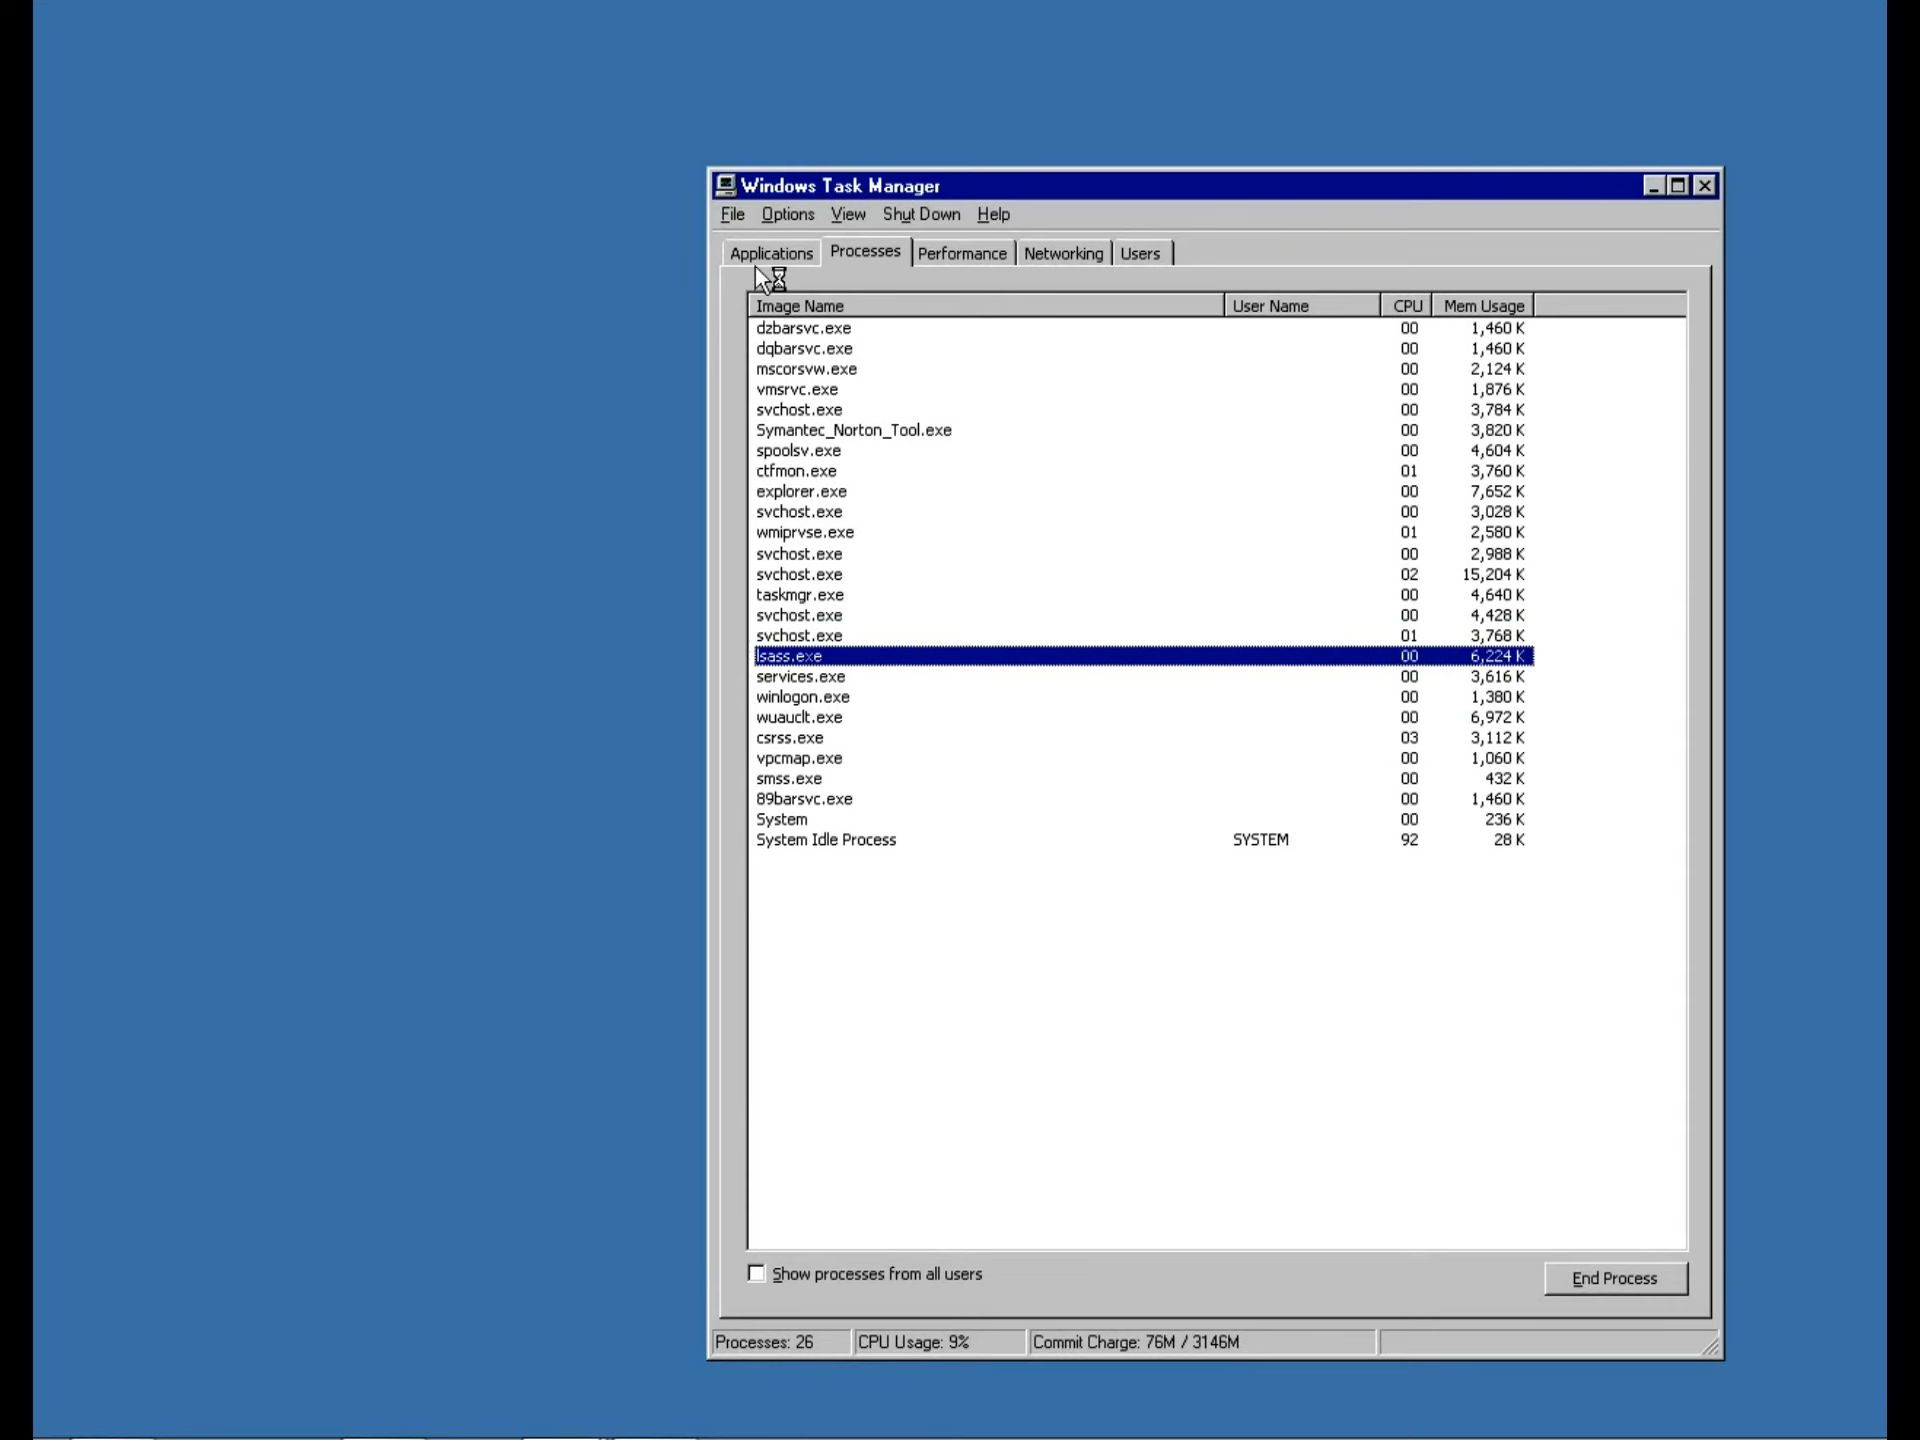 Windows Task Manager
File Options View Shut Down Help
Applications Processes Performance Networking Users
Image Name User Name CPU Mem Usage
dzbarsvc.exe 00 1,460 K
dqbarsvc.exe 00 1,460 K
mscorsvw.exe 00 2,124 K
vmsrvc.exe 00 1,876 K
svchost.exe 00 3,784 K
Symantec_Norton_Tool.exe 00 3,820 K
spoolsv.exe 00 4,604 K
ctfmon.exe 01 3,760 K
explorer.exe 00 7,652 K
svchost.exe 00 3,028 K
wmiprvse.exe 01 2,580 K
svchost.exe 00 2,988 K
svchost.exe 02 15,204 K
taskmgr.exe 00 4,640 K
svchost.exe 00 4,428 K
svchost.exe 01 3,768 K
lsass.exe 00 6,224 K
services.exe 00 3,616 K
winlogon.exe 00 1,380 K
wuauclt.exe 00 6,972 K
csrss.exe 03 3,112 K
vpcmap.exe 00 1,060 K
smss.exe 00 432 K
89barsvc.exe 00 1,460 K
System 00 236 K
System Idle Process SYSTEM 92 28 K
Show processes from all users End Process
Processes: 26 CPU Usage: 9% Commit Charge: 76M / 3146M